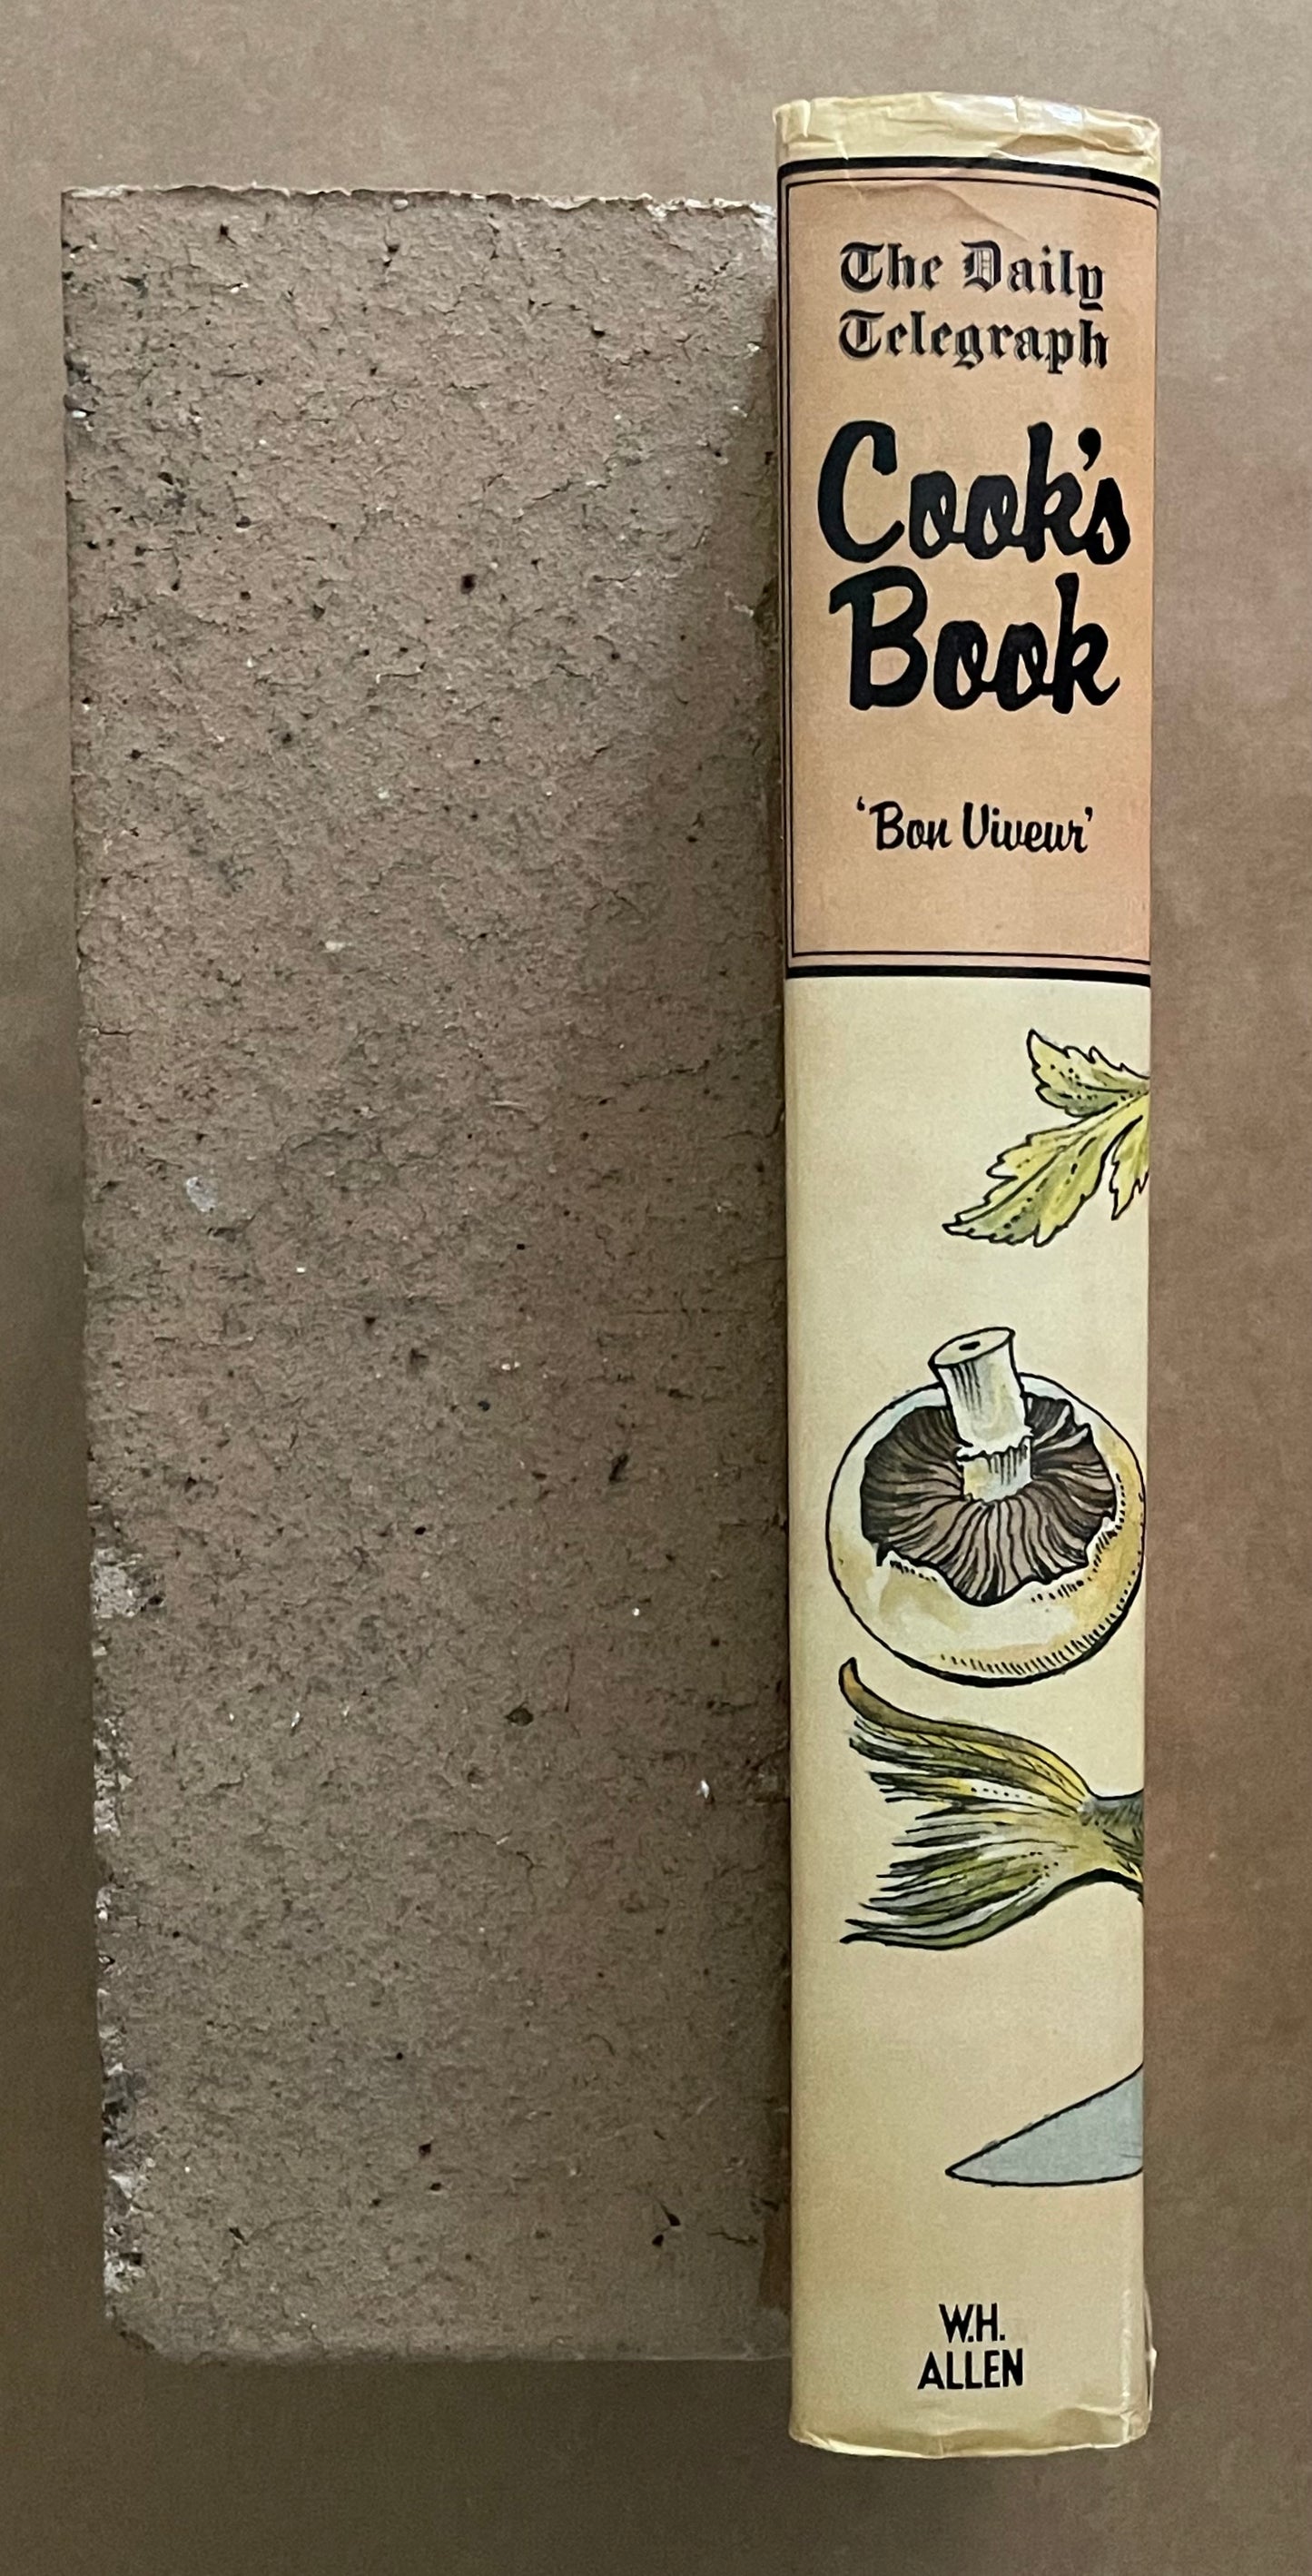 The Daily
Telegraph
Cook's
Book
‘Bon Viveur’
W.H.
ALLEN